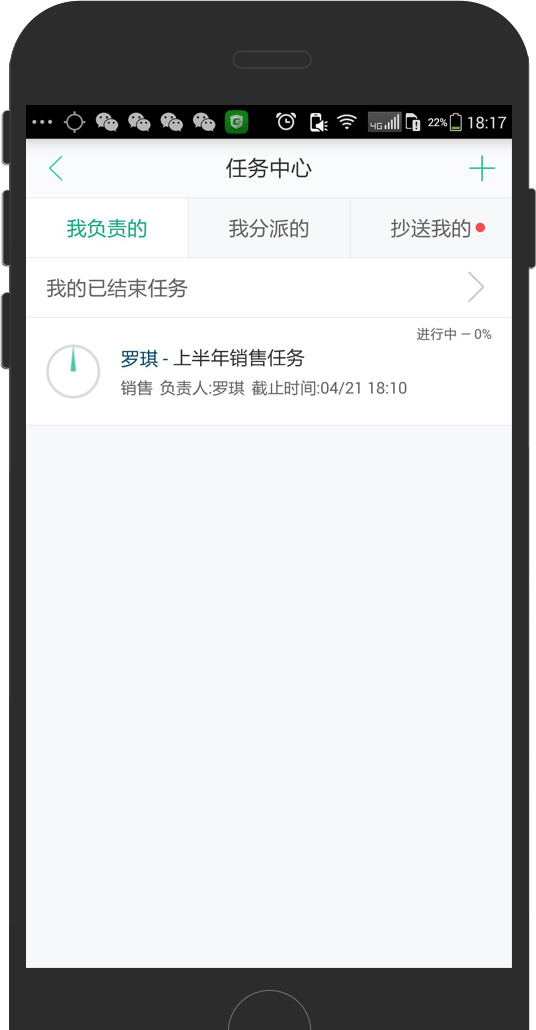 4G 22% 18:17
任务中心
我负责的 我分派的 抄送我的
我的已结束任务
进行中 — 0%
罗琪 - 上半年销售任务
销售 负责人:罗琪 截止时间:04/21 18:10